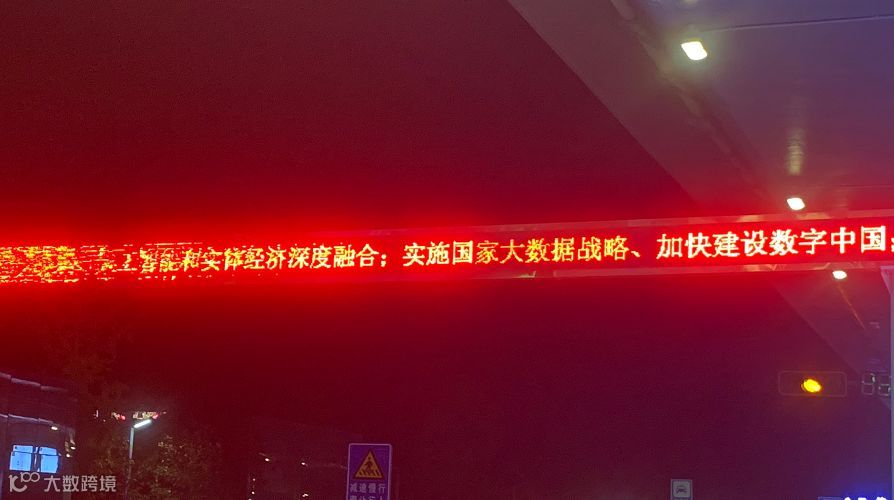 工智能和实体经济深度融合；实施国家大数据战略、加快建设数字中国；
减速慢行
大数跨境